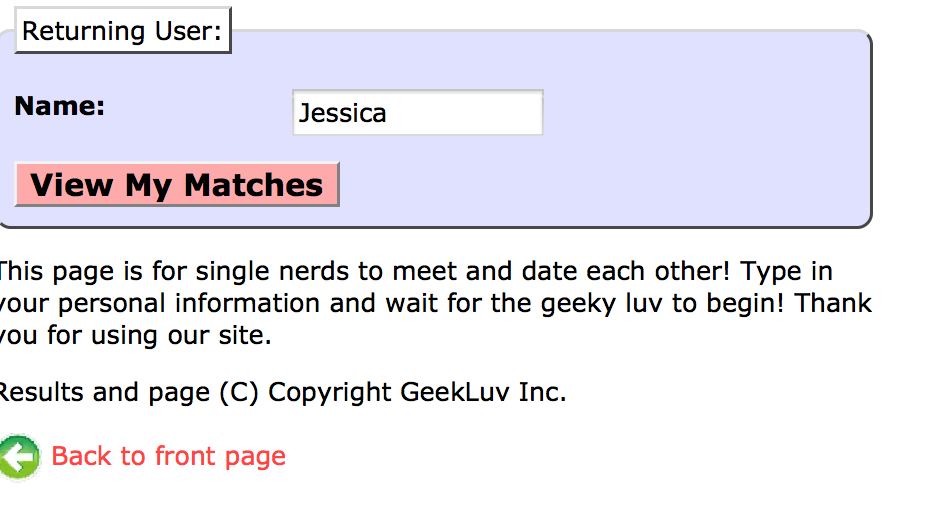 Returning User:
Name:
Jessica
View My Matches
This page is for single nerds to meet and date each other! Type in
your personal information and wait for the geeky luv to begin! Thank
you for using our site.
Results and page (C) Copyright GeekLuv Inc.
Back to front page